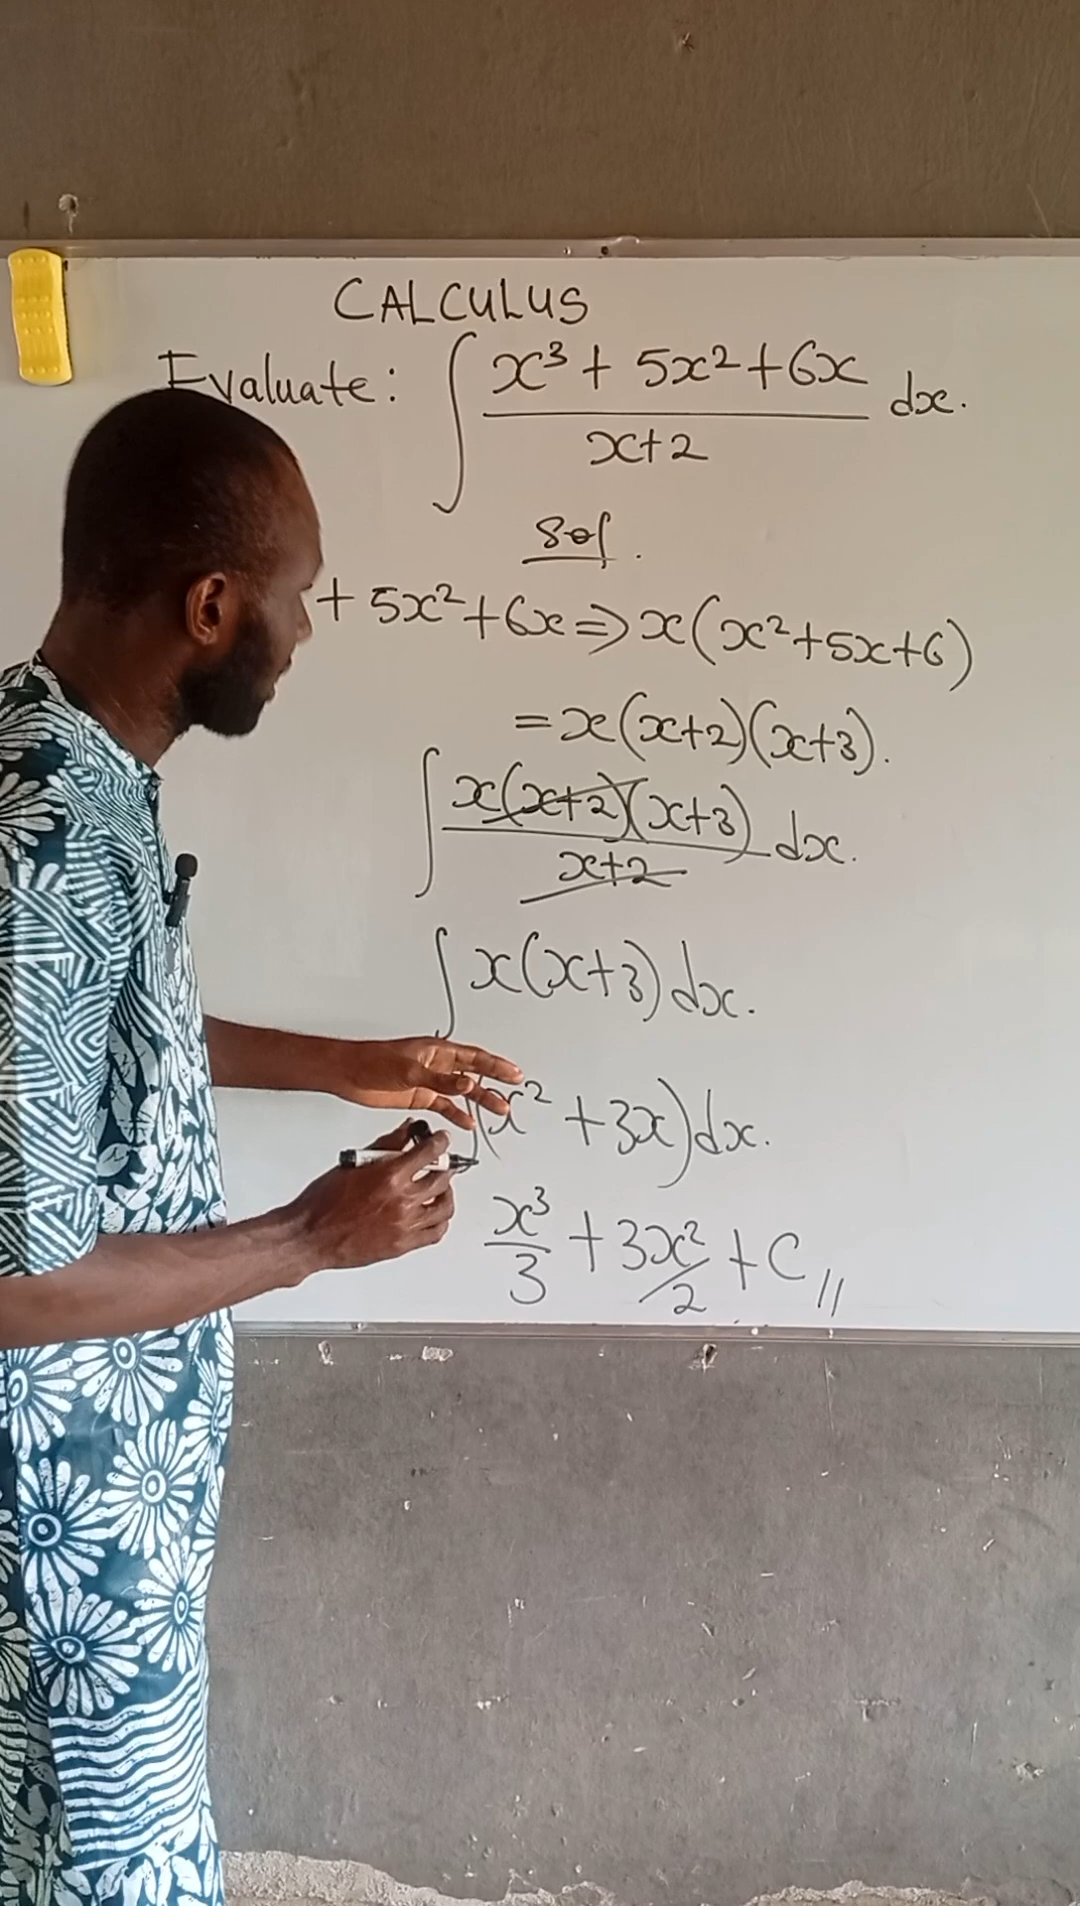 CALCULUS
Evaluate: ∫ (x³ + 5x² + 6x)/(x+2) dx.
Sol.
+ 5x² + 6x ⇒ x(x² + 5x + 6)
= x(x+2)(x+3).
∫ x(x+2)(x+3)/(x+2) dx.
∫ x(x+3) dx.
∫(x² + 3x) dx.
x³/3 + 3x²/2 + C //